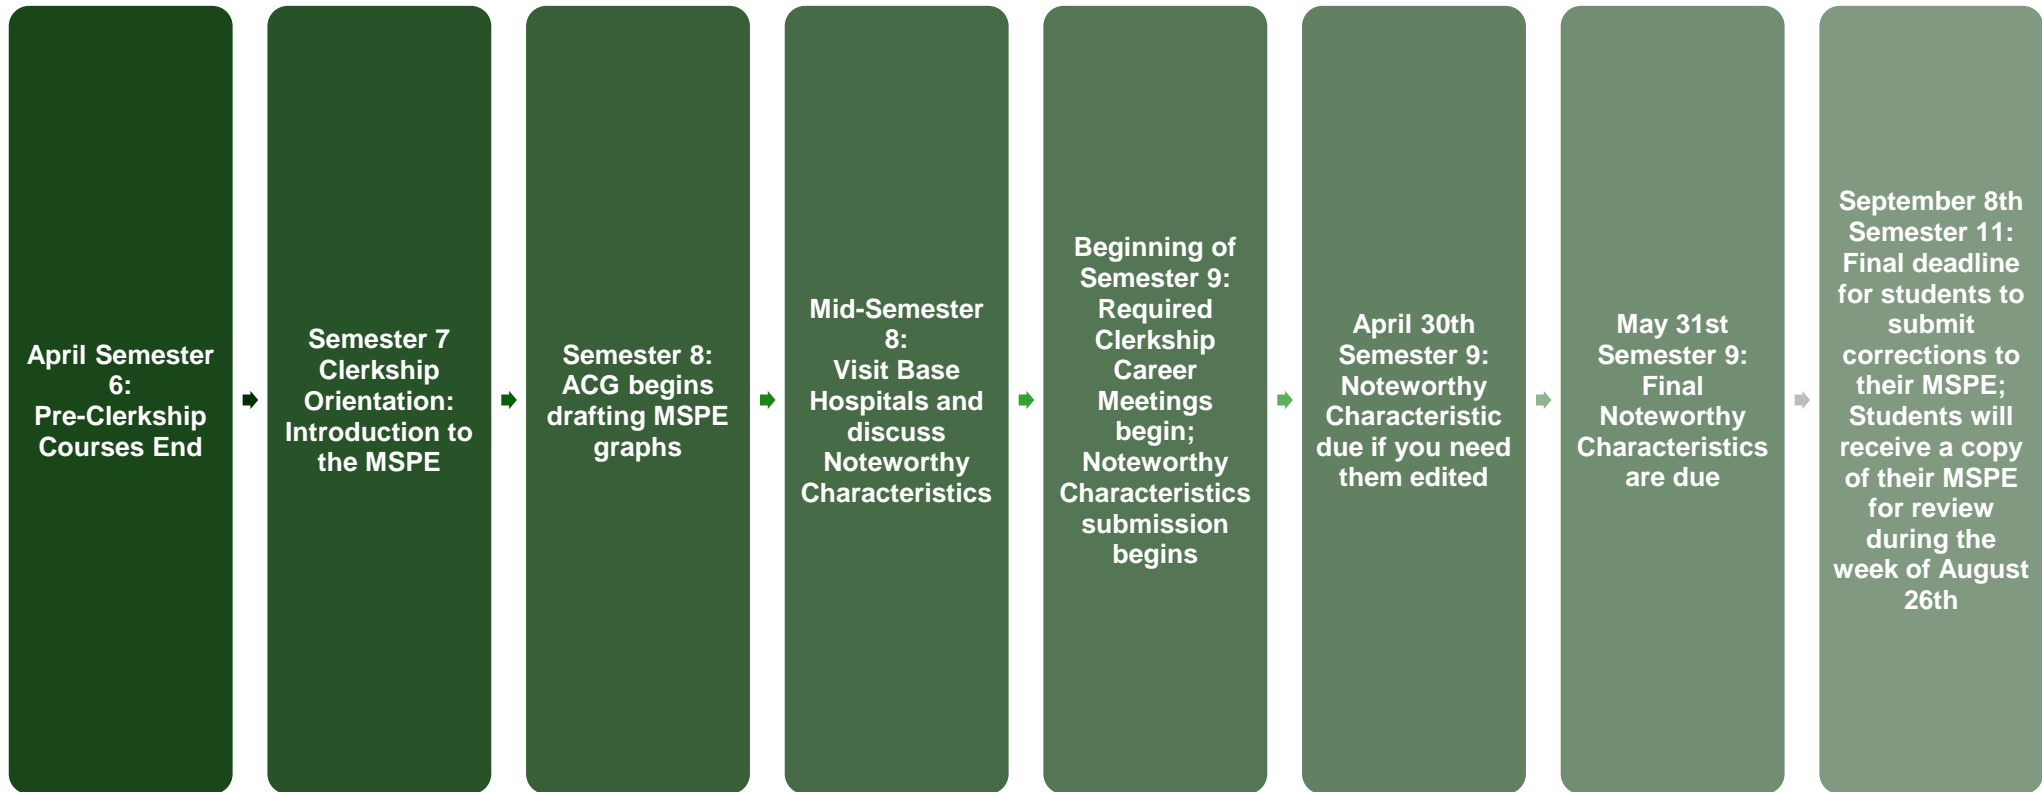 April Semester
6:
Pre-Clerkship
Courses End
Semester 7
Clerkship
Orientation:
Introduction to
the MSPE
Semester 8:
ACG begins
drafting MSPE
graphs
Mid-Semester
8:
Visit Base
Hospitals and
discuss
Noteworthy
Characteristics
Beginning of
Semester 9:
Required
Clerkship
Career
Meetings
begin;
Noteworthy
Characteristics
submission
begins
April 30th
Semester 9:
Noteworthy
Characteristic
due if you need
them edited
May 31st
Semester 9:
Final
Noteworthy
Characteristics
are due
September 8th
Semester 11:
Final deadline
for students to
submit
corrections to
their MSPE;
Students will
receive a copy
of their MSPE
for review
during the
week of August
26th